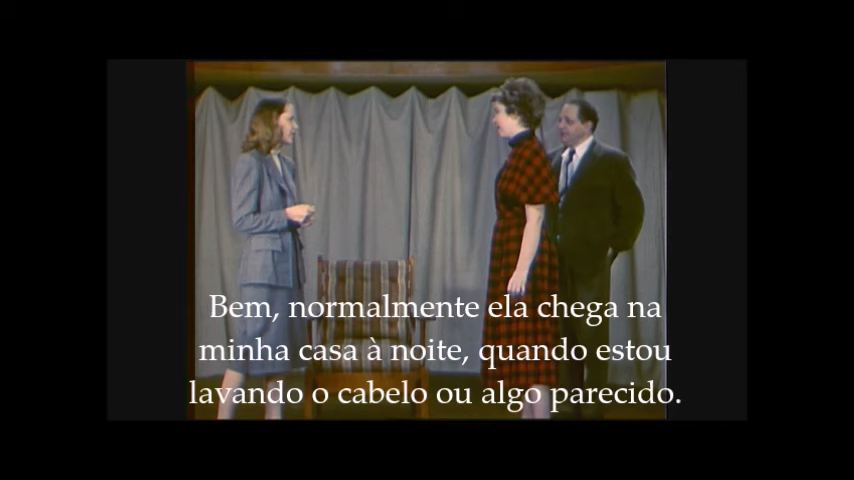 Bem, normalmente ela chega na
minha casa à noite, quando estou
lavando o cabelo ou algo parecido.